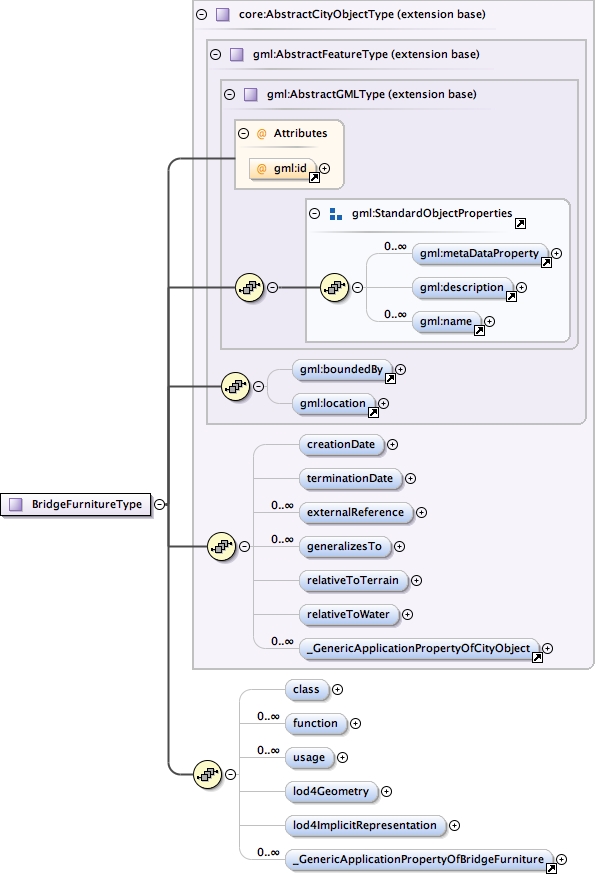 core:AbstractCityObjectType (extension base)
gml:AbstractFeatureType (extension base)
gml:AbstractGMLType (extension base)
@ Attributes
@ gml:id
gml:StandardObjectProperties
0..∞
gml:metaDataProperty
gml:description
0..∞
gml:name
gml:boundedBy
gml:location
creationDate
terminationDate
0..∞
externalReference
0..∞
generalizesTo
relativeToTerrain
relativeToWater
0..∞
_GenericApplicationPropertyOfCityObject
BridgeFurnitureType
class
0..∞
function
0..∞
usage
lod4Geometry
lod4ImplicitRepresentation
0..∞
_GenericApplicationPropertyOfBridgeFurniture